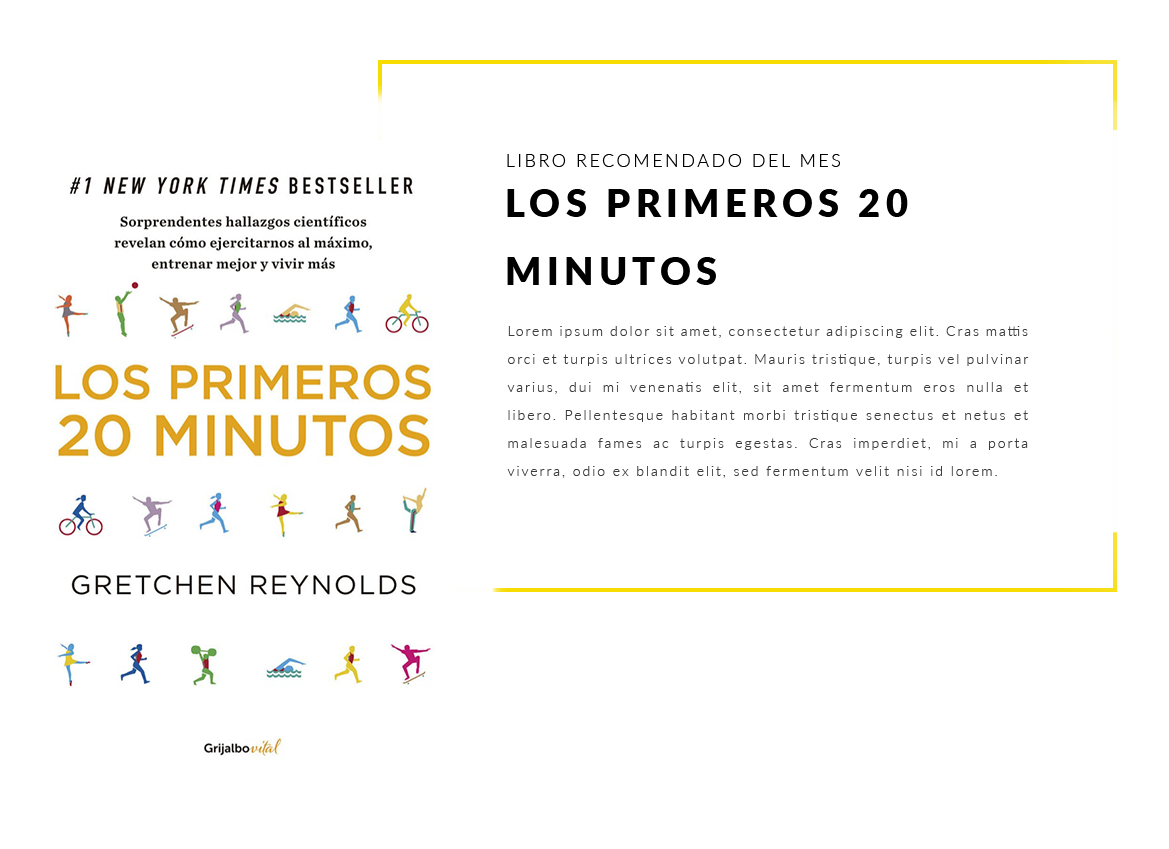 #1 NEW YORK TIMES BESTSELLER
Sorprendentes hallazgos científicos
revelan cómo ejercitarnos al máximo,
entrenar mejor y vivir más
LOS PRIMEROS
20 MINUTOS
GRETCHEN REYNOLDS
Grijalbo vital
LIBRO RECOMENDADO DEL MES
LOS PRIMEROS 20
MINUTOS
Lorem ipsum dolor sit amet, consectetur adipiscing elit. Cras mattis
orci et turpis ultrices volutpat. Mauris tristique, turpis vel pulvinar
varius, dui mi venenatis elit, sit amet fermentum eros nulla et
libero. Pellentesque habitant morbi tristique senectus et netus et
malesuada fames ac turpis egestas. Cras imperdiet, mi a porta
viverra, odio ex blandit elit, sed fermentum velit nisi id lorem.